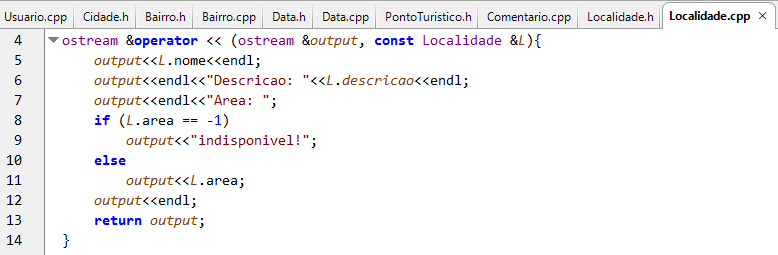 Usuario.cpp Cidade.h Bairro.h Bairro.cpp Data.h Data.cpp PontoTuristico.h Comentario.cpp Localidade.h Localidade.cpp
4 ostream &operator << (ostream &output, const Localidade &L){
5 output<<L.nome<<endl;
6 output<<endl<<"Descricao: "<<L.descricao<<endl;
7 output<<endl<<"Area: ";
8 if (L.area == -1)
9 output<<"indisponivel!";
10 else
11 output<<L.area;
12 output<<endl;
13 return output;
14 }